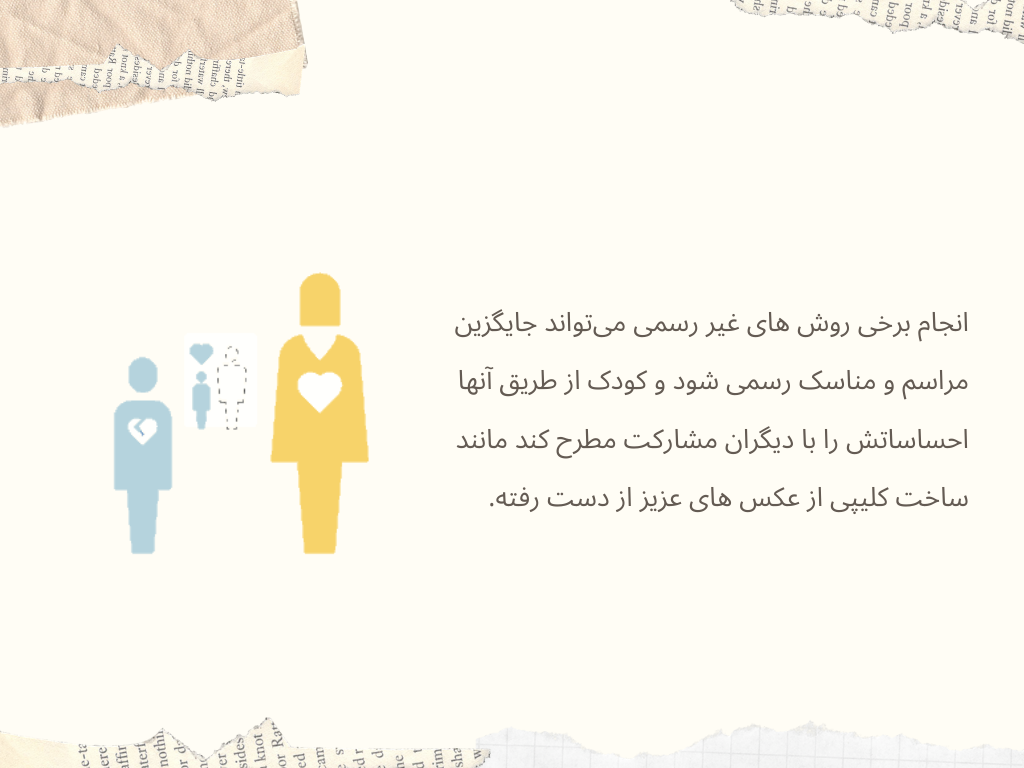 انجام برخی روش های غیر رسمی می‌تواند جایگزین
مراسم و مناسک رسمی شود و کودک از طریق آنها
احساساتش را با دیگران مشارکت مطرح کند مانند
ساخت کلیپی از عکس های عزیز از دست رفته.